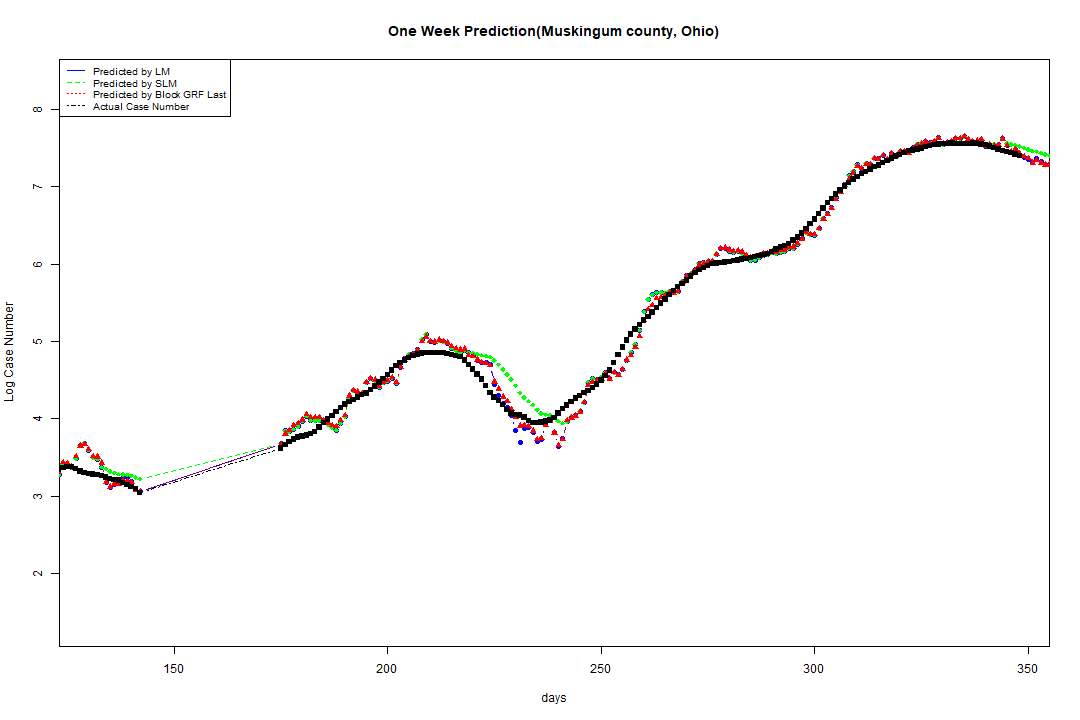 One Week Prediction(Muskingum county, Ohio)
Predicted by LM
Predicted by SLM
Predicted by Block GRF Last
Actual Case Number
8
7
6
5
4
3
2
Log Case Number
150
200
250
300
350
days